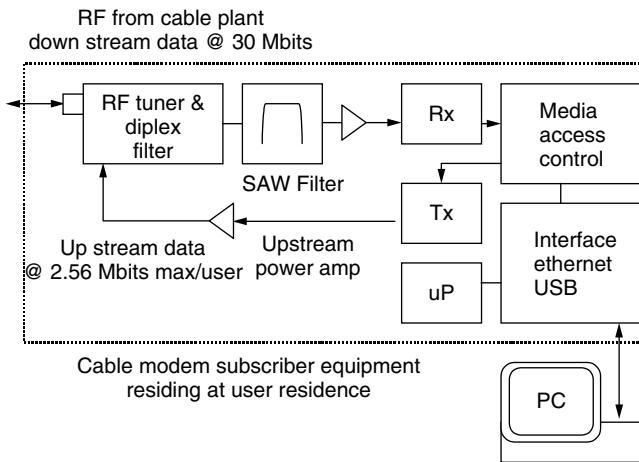 RF from cable plant
down stream data @ 30 Mbits
RF tuner &
diplex
filter
SAW Filter
Rx
Media
access
control
Tx
Up stream data
@ 2.56 Mbits max/user
Upstream
power amp
uP
Interface
ethernet
USB
Cable modem subscriber equipment
residing at user residence
PC